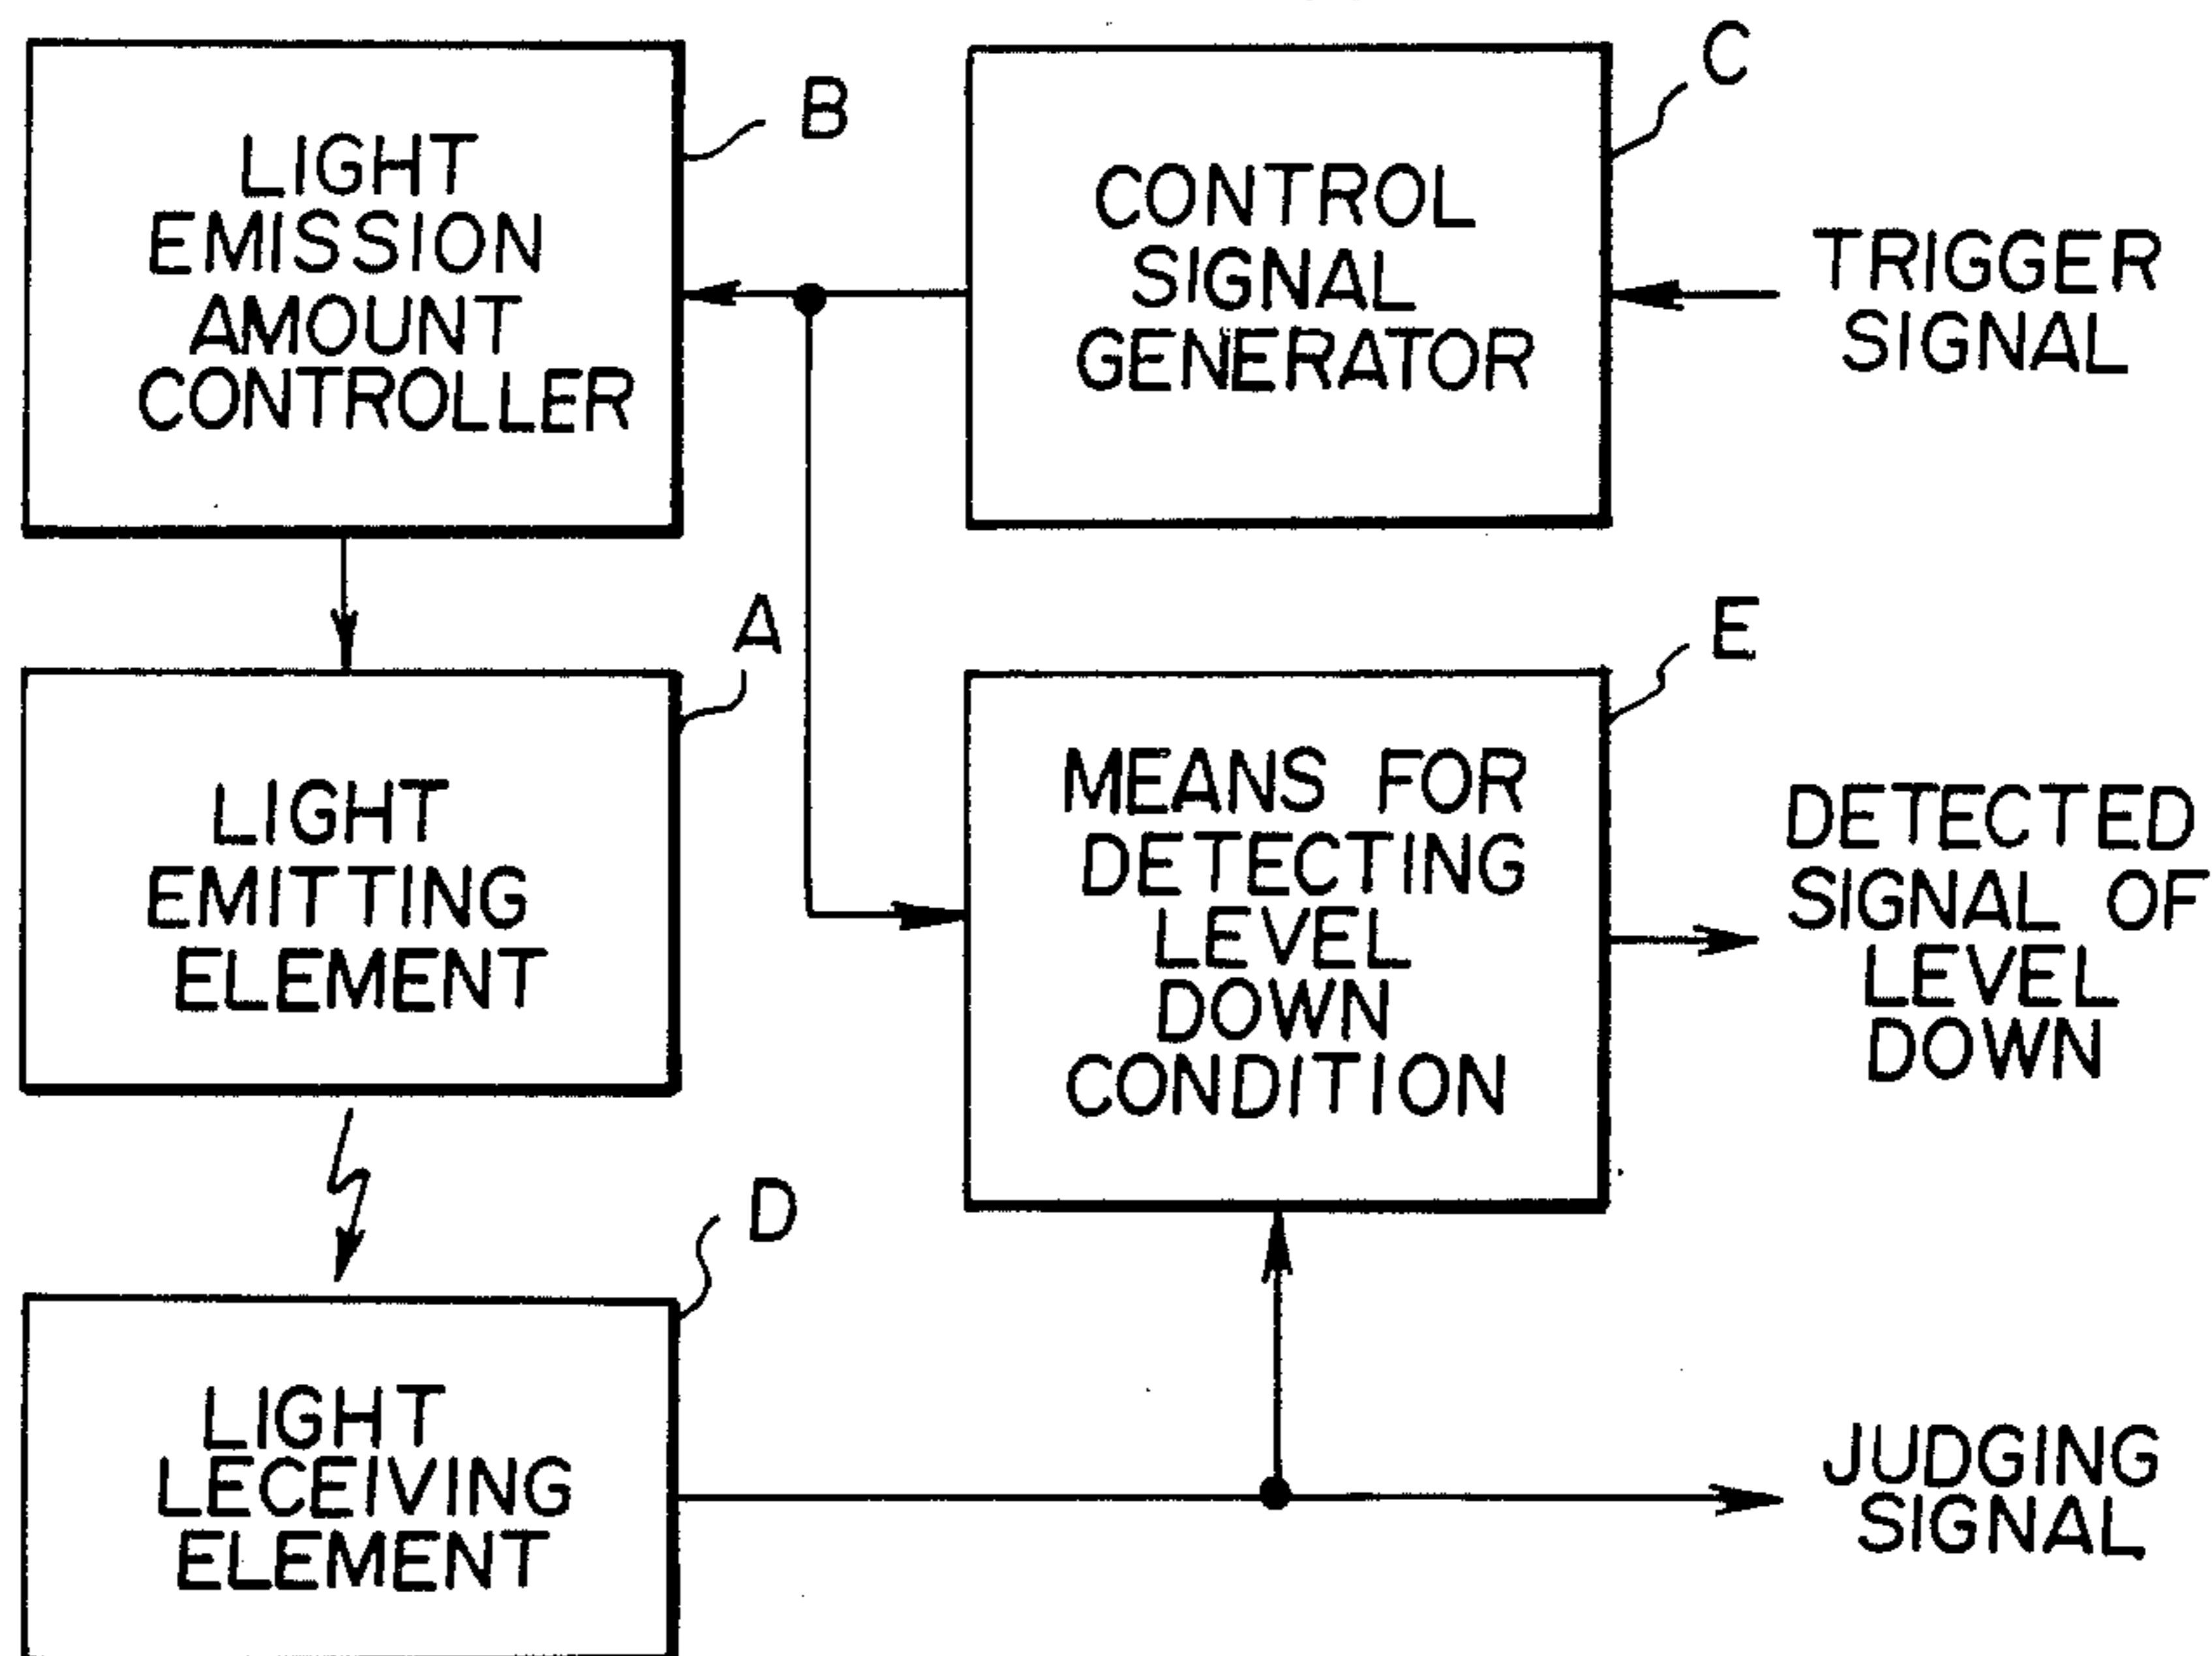 LIGHT
EMISSION
AMOUNT
CONTROLLER
B
CONTROL
SIGNAL
GENERATOR
C
TRIGGER
SIGNAL
LIGHT
EMITTING
ELEMENT
A
MEANS FOR
DETECTING
LEVEL
DOWN
CONDITION
E
DETECTED
SIGNAL OF
LEVEL
DOWN
LIGHT
LECEIVING
ELEMENT
D
JUDGING
SIGNAL